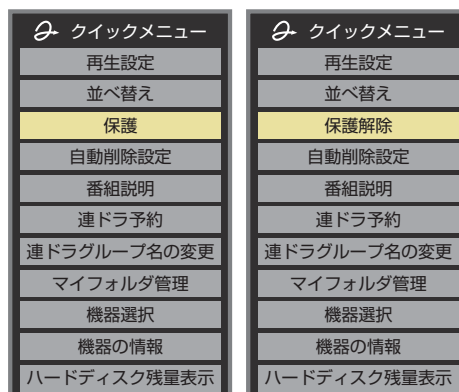 クイックメニュー
再生設定
並べ替え
保護
自動削除設定
番組説明
連ドラ予約
連ドラグループ名の変更
マイフォルダ管理
機器選択
機器の情報
ハードディスク残量表示
クイックメニュー
再生設定
並べ替え
保護解除
自動削除設定
番組説明
連ドラ予約
連ドラグループ名の変更
マイフォルダ管理
機器選択
機器の情報
ハードディスク残量表示